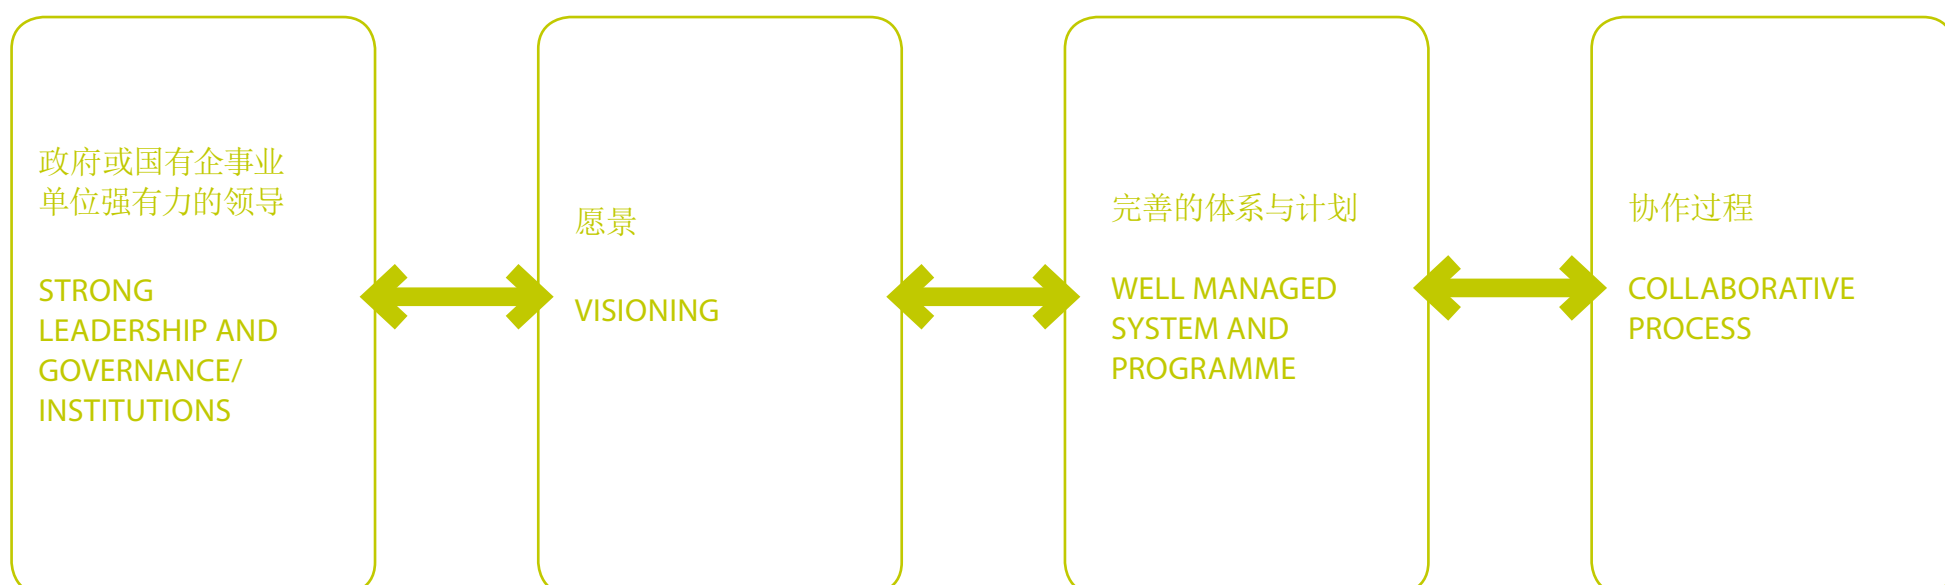 政府或国有企事业
单位强有力的领导
STRONG
LEADERSHIP AND
GOVERNANCE/
INSTITUTIONS
愿景
VISIONING
完善的体系与计划
WELL MANAGED
SYSTEM AND
PROGRAMME
协作过程
COLLABORATIVE
PROCESS